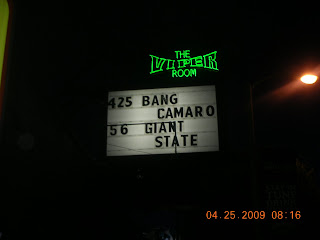 THE
VIPER
ROOM
425 BANG
CAMARO
56 GIANT
STATE
04.25.2009 08:16